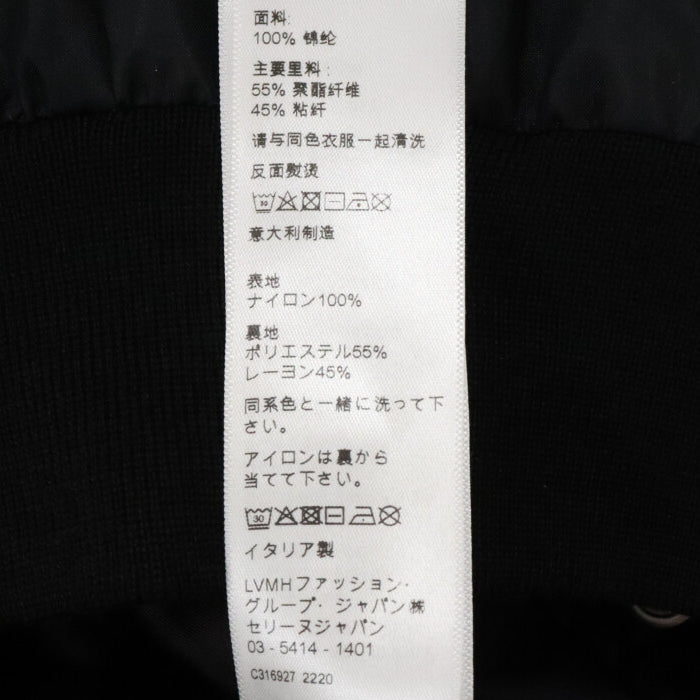 面料:
100% 锦纶
主要里料:
55% 聚酯纤维
45% 粘纤
请与同色衣服一起清洗
反面熨烫
30
意大利制造
表地
ナイロン100%
裏地
ポリエステル55%
レーヨン45%
同系色と一緒に洗って下
さい。
アイロンは裏から
当てて下さい。
30
イタリア製
LVMHファッション・
グループ・ジャパン㈱
セリーヌジャパン
03 - 5414 - 1401
C316927 2220